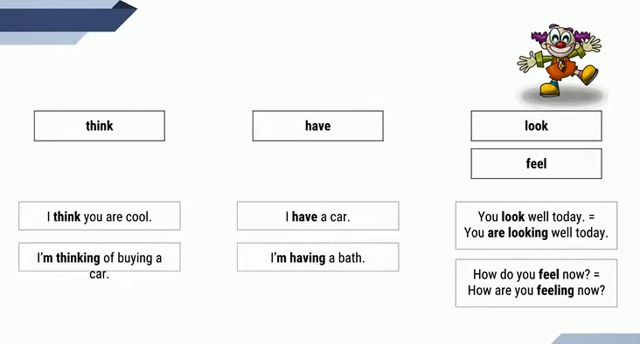 think
have
look
feel
I think you are cool.
I'm thinking of buying a
car.
I have a car.
I'm having a bath.
You look well today. =
You are looking well today.
How do you feel now? =
How are you feeling now?